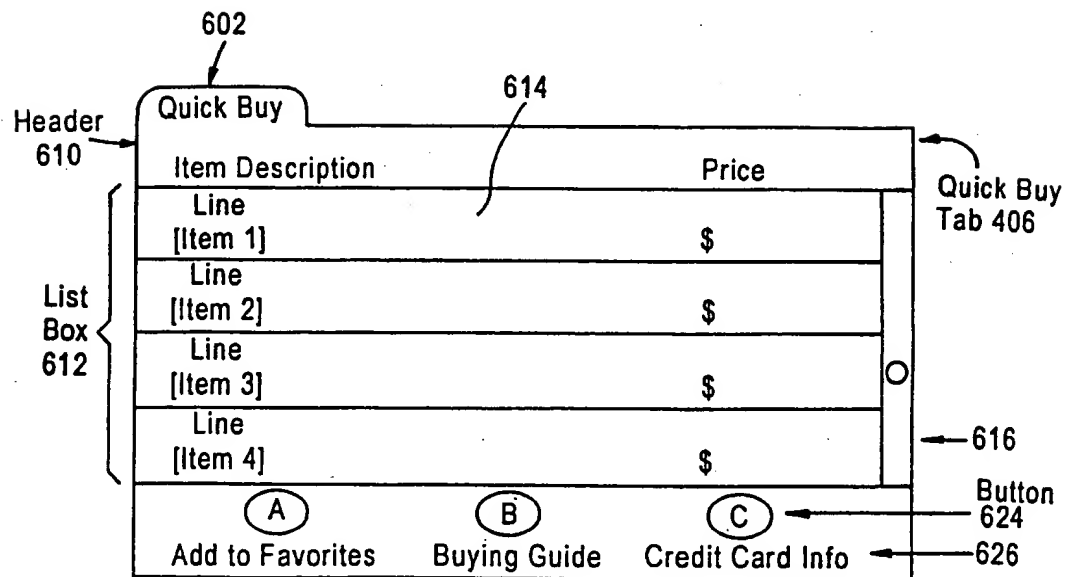 602
Quick Buy
614
Header
610
Item Description Price
Quick Buy
Tab 406
Line
[Item 1] $
Line
[Item 2] $
List
Box
612
Line
[Item 3] $
Line
[Item 4] $
616
A B C
Button
624
Add to Favorites Buying Guide Credit Card Info
626